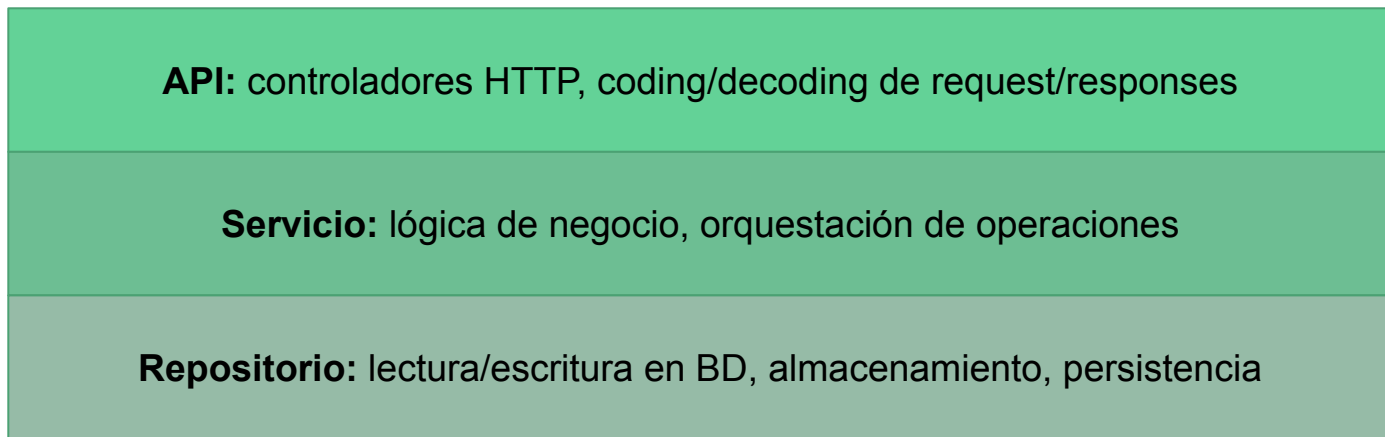 API: controladores HTTP, coding/decoding de request/responses
Servicio: lógica de negocio, orquestación de operaciones
Repositorio: lectura/escritura en BD, almacenamiento, persistencia